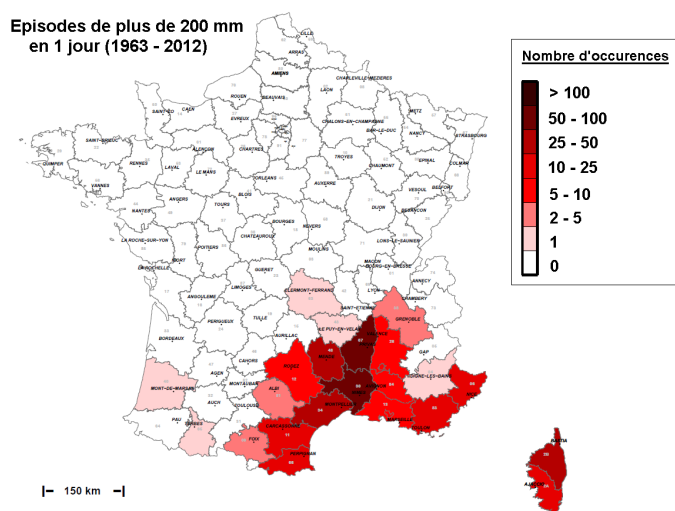 Episodes de plus de 200 mm
en 1 jour (1963 - 2012)
Nombre d'occurences
> 100
50 - 100
25 - 50
10 - 25
5 - 10
2 - 5
1
0
LILLE
ARRAS
AMIENS
CHARLEVILLE-MEZIERES
ROUEN
BEAUVAIS
LAON
SAINT-LO
CAEN
EVREUX
CHALONS-EN-CHAMPAGNE
METZ
BAR-LE-DUC
NANCY
STRASBOURG
SAINT-BRIEUC
QUIMPER
RENNES
LAVAL
ALENCON
CHARTRES
LE MANS
TROYES
CHAUMONT
EPINAL
COLMAR
VANNES
ORLEANS
AUXERRE
VESOUL
BELFORT
ANGERS
BLOIS
NANTES
TOURS
DIJON
BESANCON
BOURGES
NEVERS
LA ROCHE-SUR-YON
POITIERS
CHATEAUROUX
LONS-LE-SAUNIER
NIORT
MOULINS
MACON
BOURG-EN-BRESSE
LA ROCHELLE
GUERET
LIMOGES
CLERMONT-FERRAND
LYON
ANNECY
CHAMBERY
ANGOULEME
SAINT-ETIENNE
TULLE
PERIGUEUX
GRENOBLE
LE PUY-EN-VELAY
AURILLAC
BORDEAUX
CAHORS
GAP
RODEZ
AGEN
DIGNE-LES-BAINS
MONT-DE-MARSAN
MONTAUBAN
ALBI
AUCH
TOULOUSE
MONTPELLIER
MARSEILLE
TOULON
PAU
TARBES
CARCASSONNE
FOIX
PERPIGNAN
BASTIA
AJACCIO
150 km